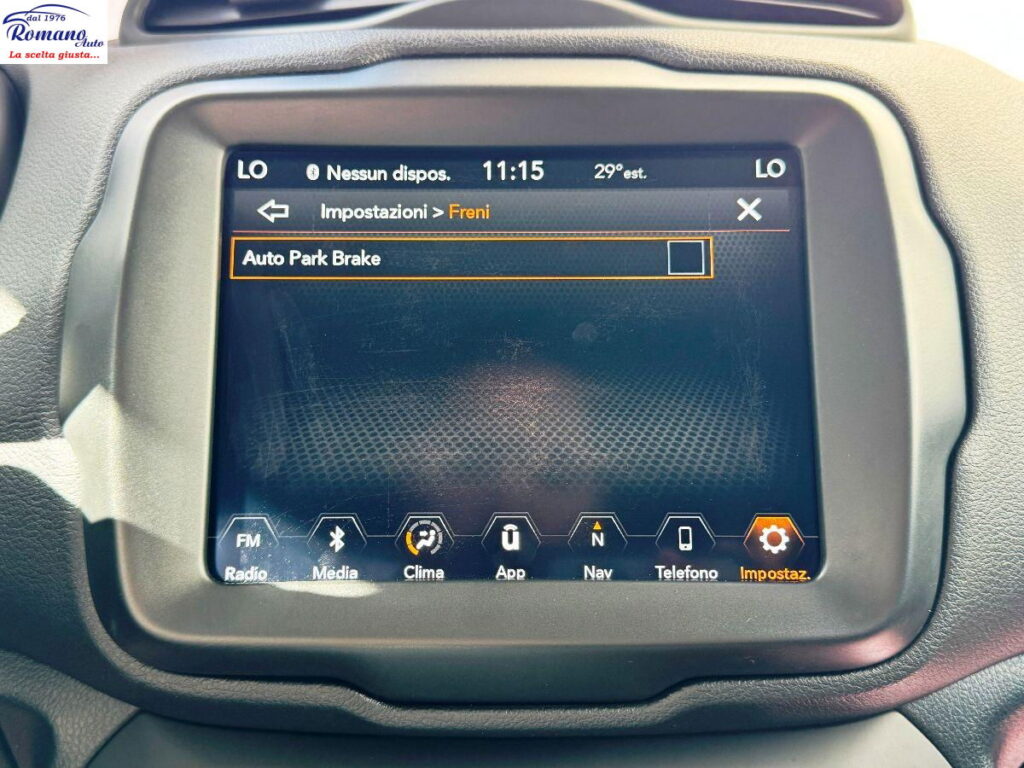 dal 1976
Romano
Auto
La scelta giusta...
LO Nessun dispos. 11:15 29° est. LO
Impostazioni > Freni
Auto Park Brake
FM N
Radio Media Clima App Nav Telefono Impostaz.